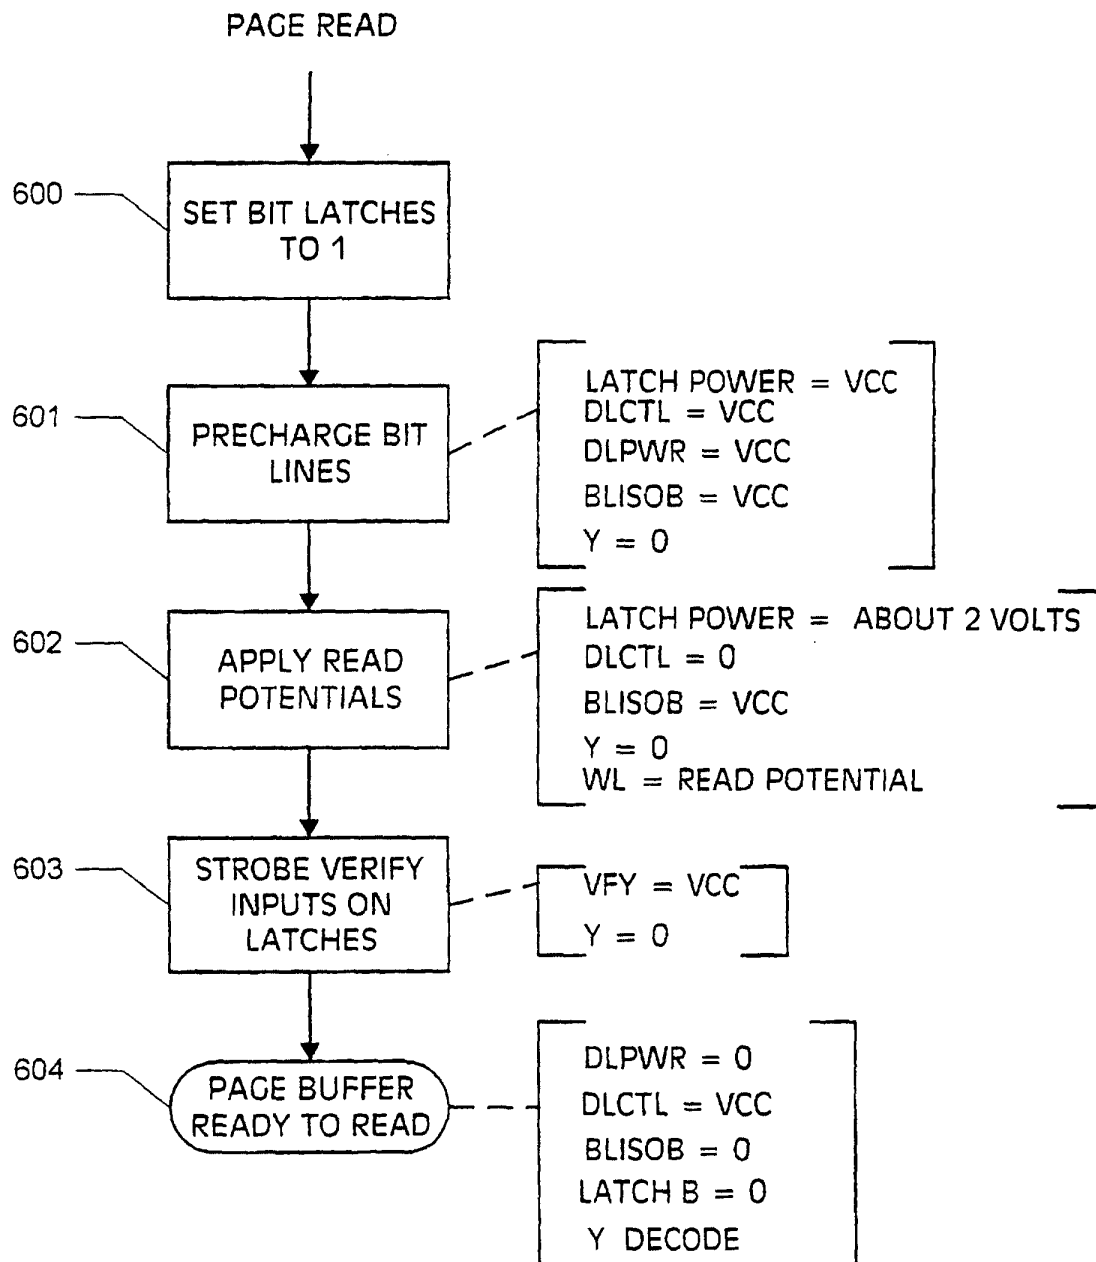 PAGE READ
600
SET BIT LATCHES
TO 1
601
PRECHARGE BIT
LINES
LATCH POWER = VCC
DLCTL = VCC
DLPWR = VCC
BLISOB = VCC
Y = 0
602
APPLY READ
POTENTIALS
LATCH POWER = ABOUT 2 VOLTS
DLCTL = 0
BLISOB = VCC
Y = 0
WL = READ POTENTIAL
603
STROBE VERIFY
INPUTS ON
LATCHES
VFY = VCC
Y = 0
604
PAGE BUFFER
READY TO READ
DLPWR = 0
DLCTL = VCC
BLISOB = 0
LATCH B = 0
Y DECODE